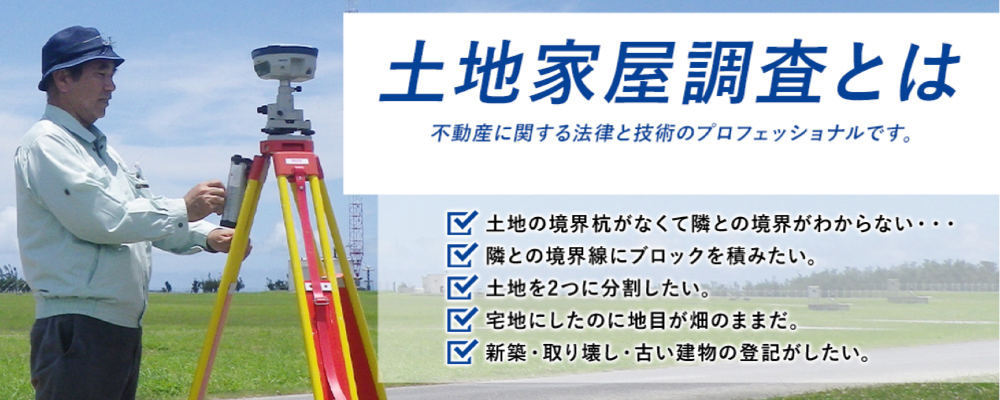 土地家屋調査とは
不動産に関する法律と技術のプロフェッショナルです。
土地の境界杭がなくて隣との境界がわからない・・・
隣との境界線にブロックを積みたい。
土地を2つに分割したい。
宅地にしたのに地目が畑のままだ。
新築・取り壊し・古い建物の登記がしたい。